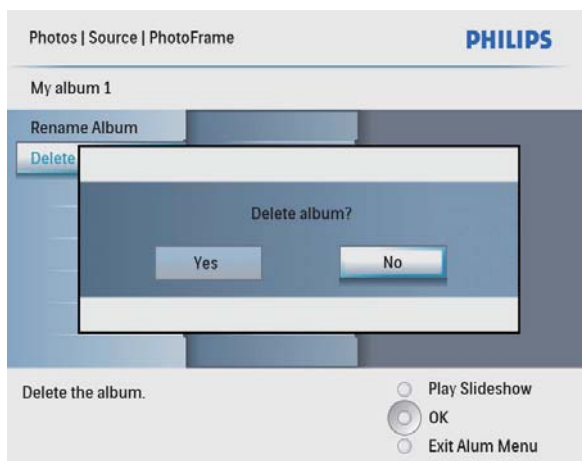 Photos | Source | PhotoFrame
PHILIPS
My album 1
Rename Album
Delete
Delete album?
Yes
No
Delete the album.
Play Slideshow
OK
Exit Alum Menu